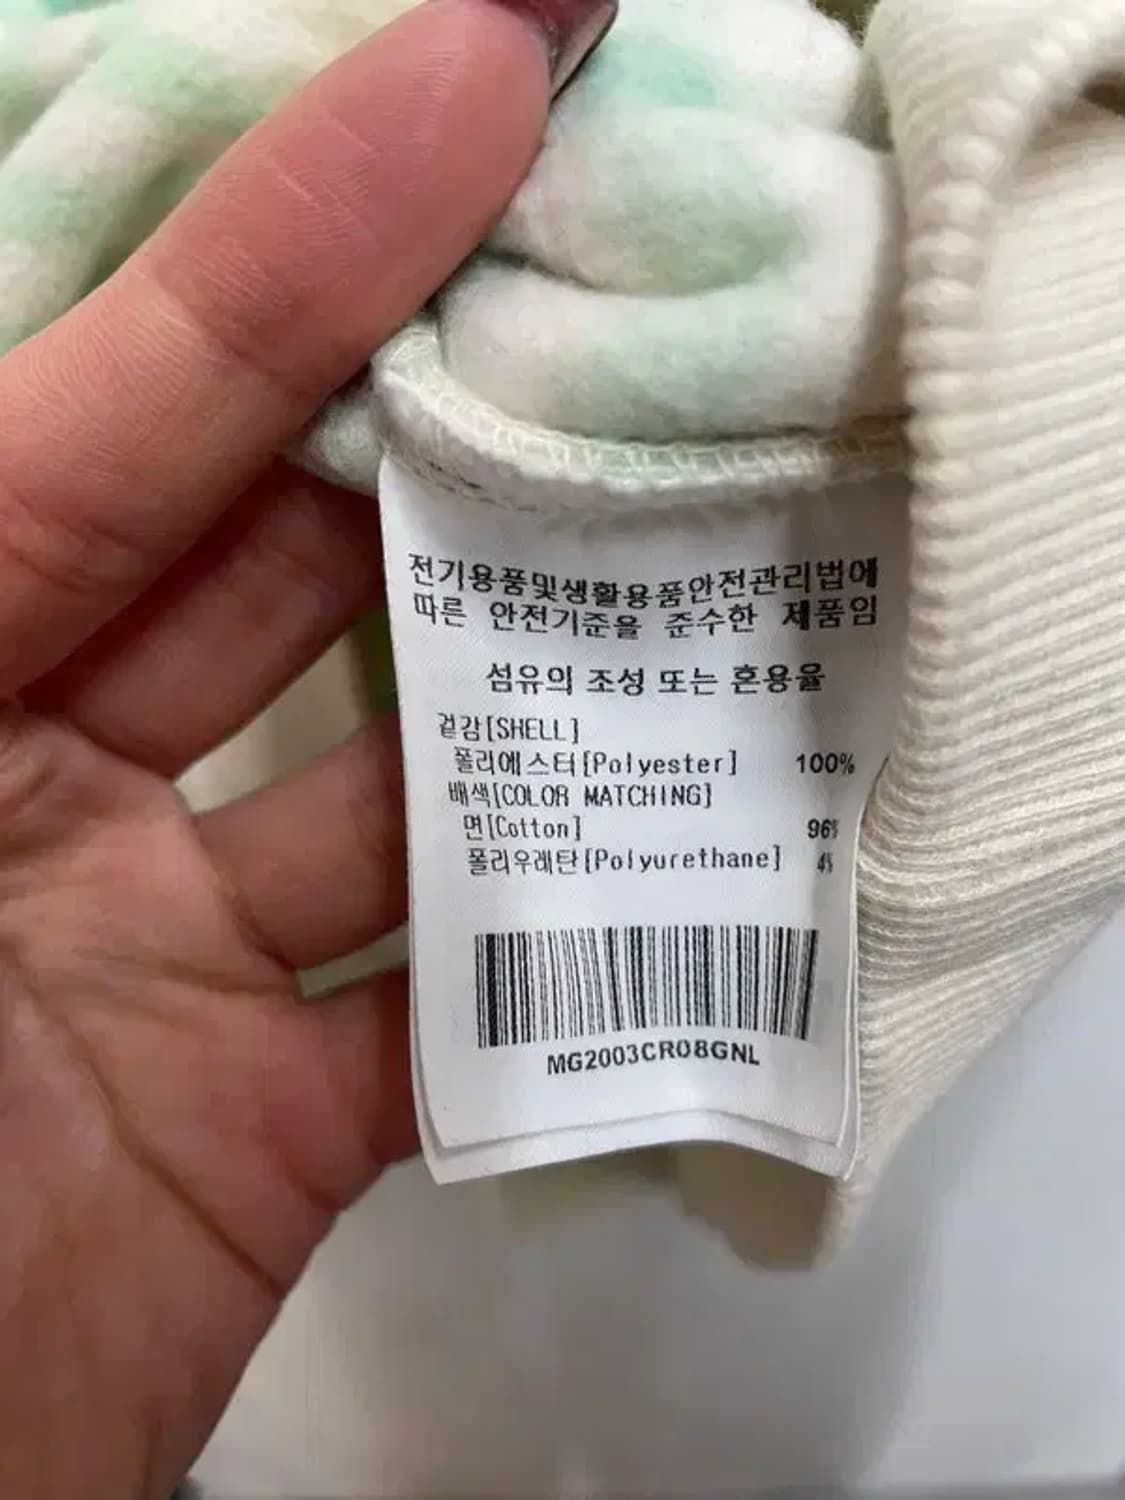 전기용품및생활용품안전관리법에
따른 안전기준을 준수한 제품임
섬유의 조성 또는 혼용율
겉감[SHELL]
폴리에스터[Polyester] 100%
배색[COLOR MATCHING]
면[Cotton] 96%
폴리우레탄[Polyurethane] 4%
MG2003CR08GNL